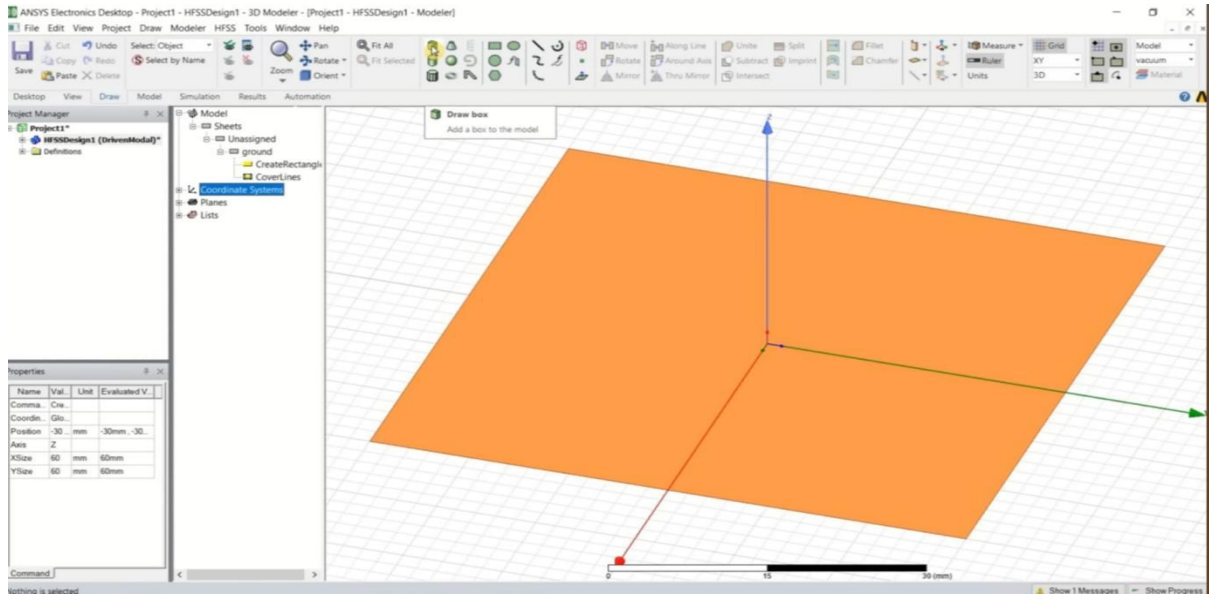 ANSYS Electronics Desktop - Project1 - HFSSDesign1 - 3D Modeler - [Project1 - HFSSDesign1 - Modeler]
File Edit View Project Draw Modeler HFSS Tools Window Help
Save
Cut Undo
Copy Redo
Paste Delete
Select: Object
Select by Name
Zoom
Pan
Rotate
Orient
Fit All
Fit Selected
Move Along Line
Rotate Around Axis
Mirror Thru Mirror
Unite Split
Subtract Imprint
Intersect
Fillet
Chamfer
Measure
Ruler
Units
Grid
XY
3D
Model
vacuum
Material
Desktop View Draw Model Simulation Results Automation
Project Manager
Project1*
HFSSDesign1 (DrivenModal)*
Definitions
Model
Sheets
Unassigned
ground
CreateRectangle
CoverLines
Coordinate Systems
Planes
Lists
Draw box
Add a box to the model
Z
Properties
Name Val... Unit Evaluated V...
Comma... Cre...
Coordin... Glo...
Position -30 ... mm -30mm , -30...
Axis Z
XSize 60 mm 60mm
YSize 60 mm 60mm
Command
0 15 30 (mm)
Nothing is selected
Show 1 Messages Show Progress